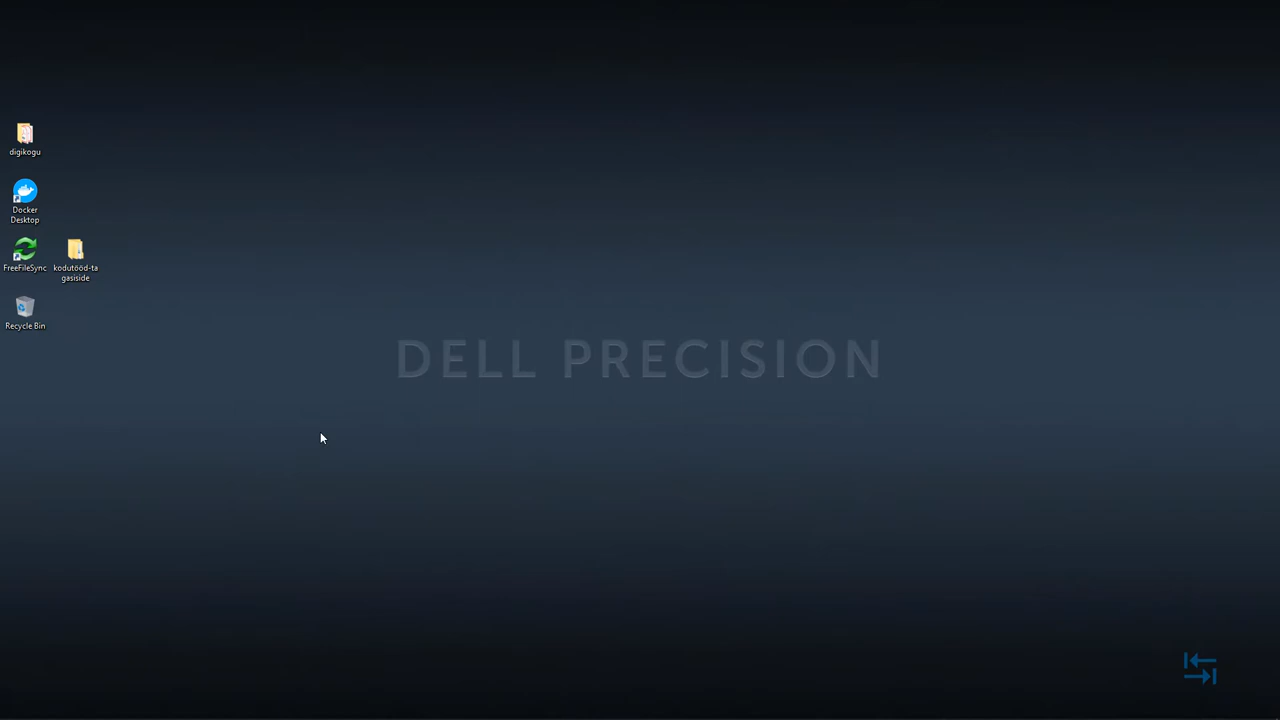 digikogu
Docker
Desktop
FreeFileSync
kodutööd-ta
gasiside
Recycle Bin
DELL PRECISION